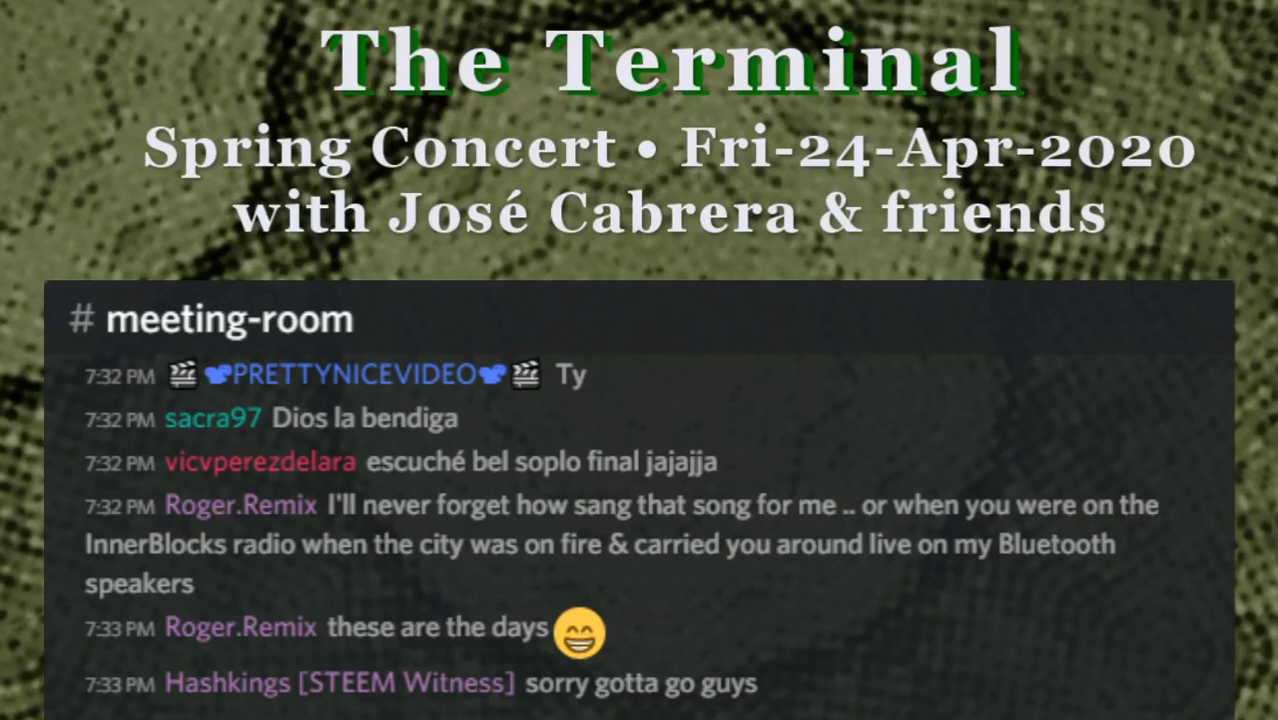 The Terminal
Spring Concert • Fri-24-Apr-2020
with José Cabrera & friends
# meeting-room
7:32 PM 🎬💙PRETTYNICEVIDEO💙🎬 Ty
7:32 PM sacra97 Dios la bendiga
7:32 PM vicvperezdelara escuché bel soplo final jajajja
7:32 PM Roger.Remix I'll never forget how sang that song for me .. or when you were on the
InnerBlocks radio when the city was on fire & carried you around live on my Bluetooth
speakers
7:33 PM Roger.Remix these are the days😁
7:33 PM Hashkings [STEEM Witness] sorry gotta go guys